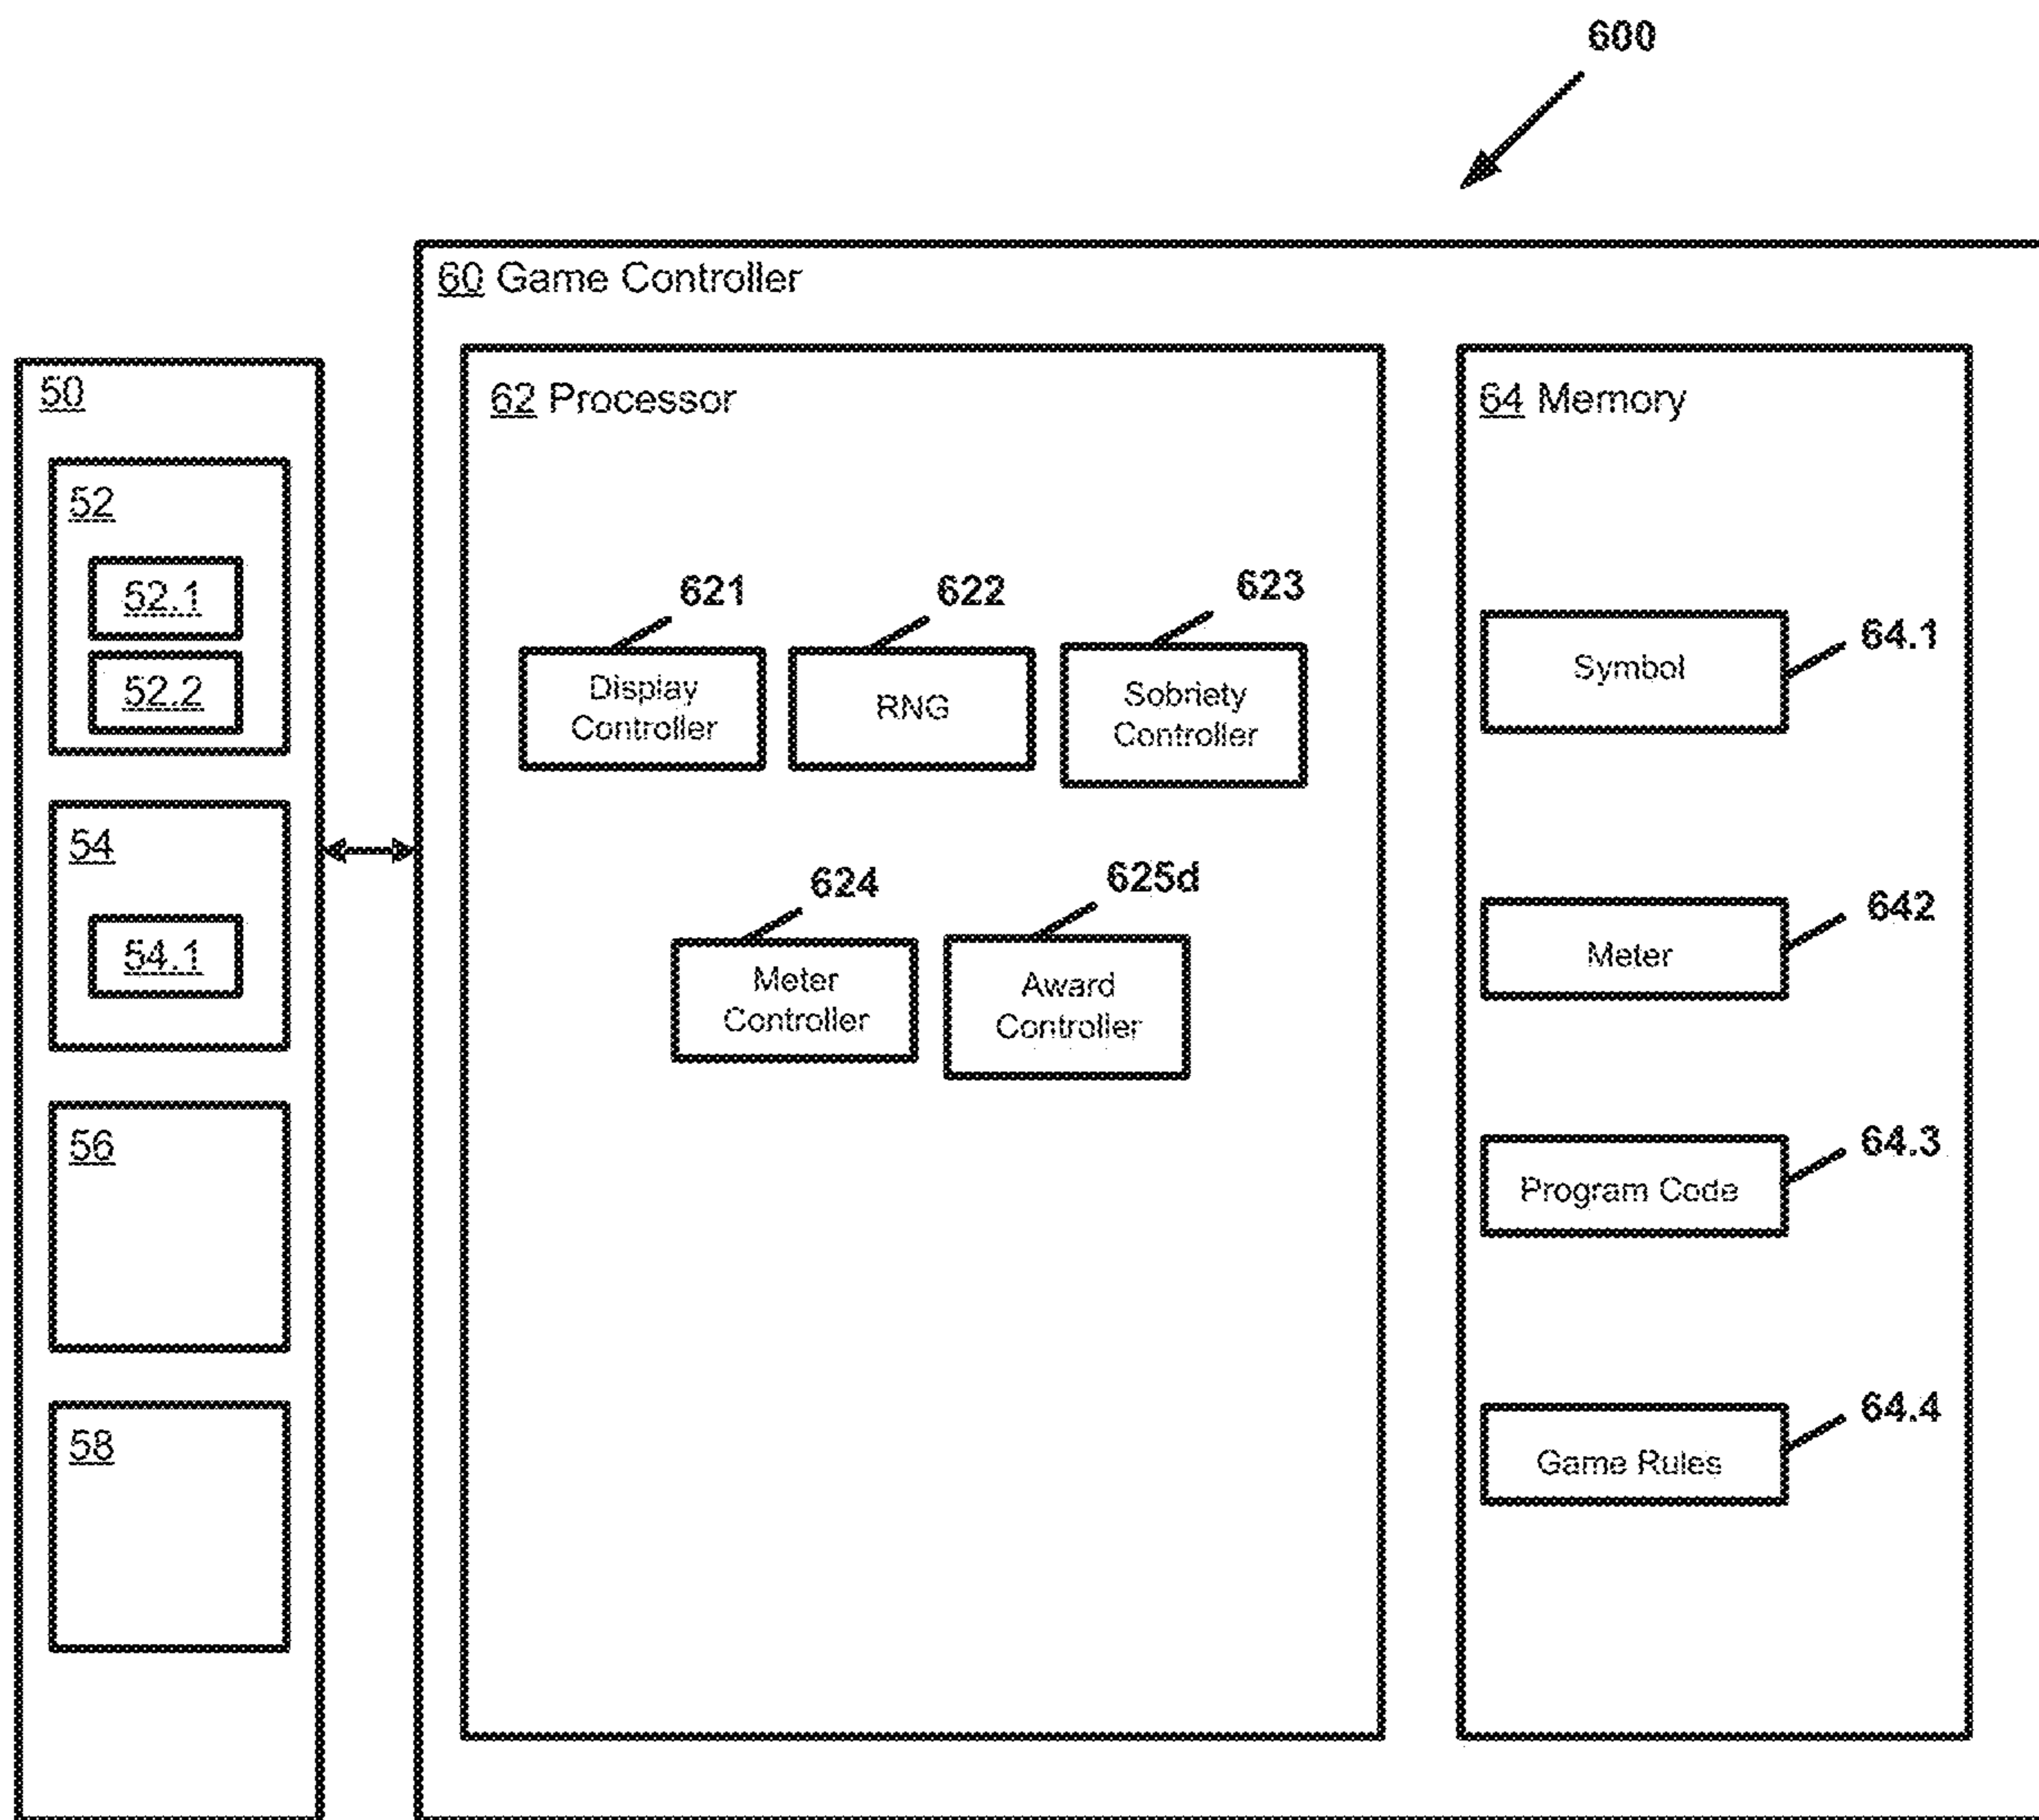 600
60 Game Controller
50
62 Processor
64 Memory
52
52.1
52.2
621
622
623
Display
Controller
RNG
Sobriety
Controller
64.1
Symbol
54
54.1
624
625d
Meter
Controller
Award
Controller
642
Meter
56
64.3
Program Code
58
64.4
Game Rules